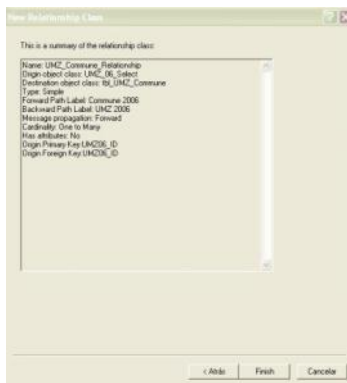 New Relationship Class
This is a summary of the relationship class:
Name: UMZ_Commune_Relationship
Origin object class: UMZ_06_Select
Destination object class: tbl_UMZ_Commune
Type: Simple
Forward Path Label: Commune 2006
Backward Path Label: UMZ 2006
Message propagation: Forward
Cardinality: One to Many
Has attributes: No
Origin Primary Key:UMZ06_ID
Origin Foreign Key:UMZ06_ID
< Atrás
Finish
Cancelar